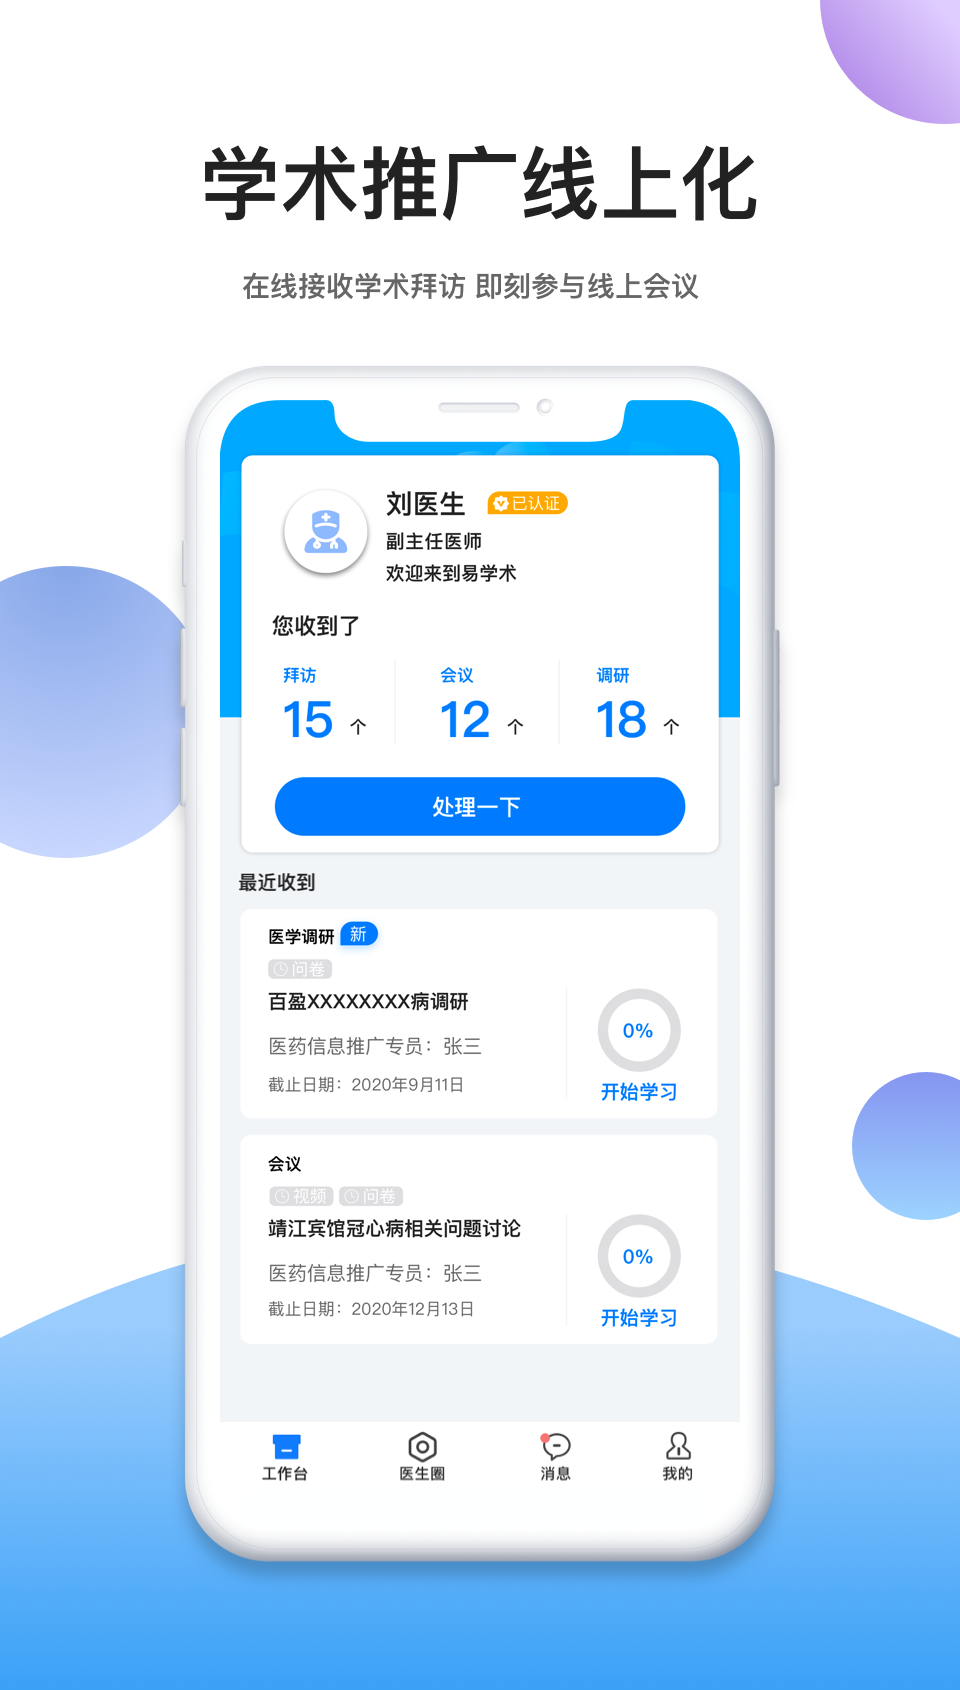 学术推广线上化
在线接收学术拜访 即刻参与线上会议
刘医生 已认证
副主任医师
欢迎来到易学术
您收到了
拜访 会议 调研
15 个 12 个 18 个
处理一下
最近收到
医学调研 新
问卷
百盈XXXXXXXX病调研
医药信息推广专员：张三
截止日期：2020年9月11日
0%
开始学习
会议
视频 问卷
靖江宾馆冠心病相关问题讨论
医药信息推广专员：张三
截止日期：2020年12月13日
0%
开始学习
工作台 医生圈 消息 我的